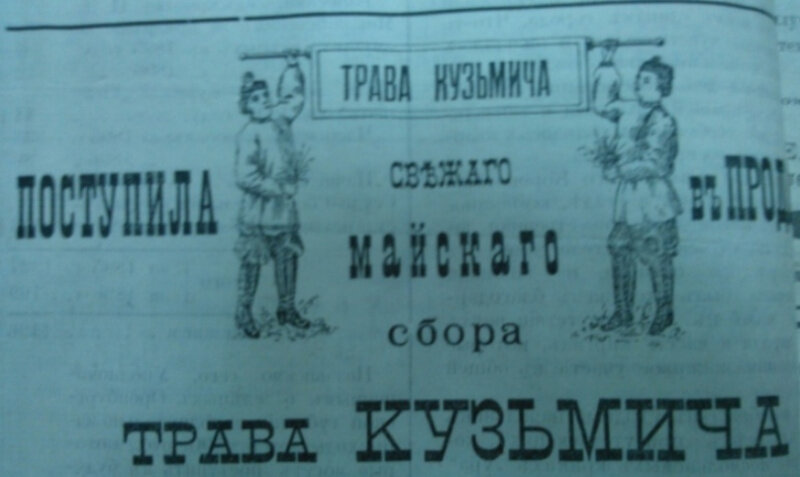 ТРАВА КУЗЬМИЧА
СВѢЖАГО
ПОСТУПИЛА
ВЪ ПРОД
МАЙСКАГО
сбора
ТРАВА КУЗЬМИЧА